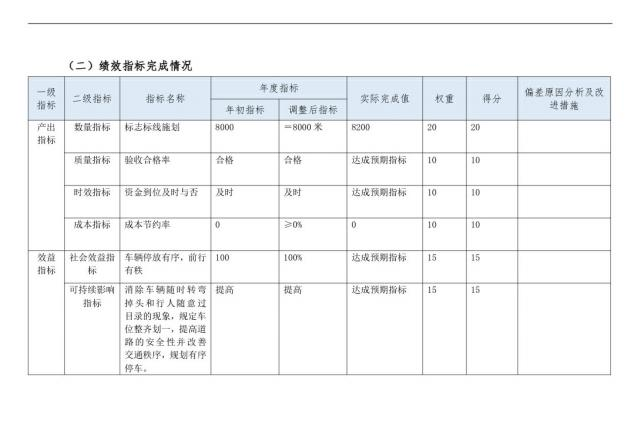 （二）绩效指标完成情况
一级指标 二级指标 指标名称 年度指标 实际完成值 权重 得分 偏差原因分析及改进措施
年初指标 调整后指标
产出指标 数量指标 标志标线施划 8000 ＝8000 米 8200 20 20
质量指标 验收合格率 合格 合格 达成预期指标 10 10
时效指标 资金到位及时与否 及时 及时 达成预期指标 10 10
成本指标 成本节约率 0 ≥0% 0 10 10
效益指标 社会效益指标 车辆停放有序，前行有秩 100 100% 达成预期指标 15 15
可持续影响指标 消除车辆随时转弯掉头和行人随意过目录的现象，规定车位整齐划一，提高道路的安全性并改善交通秩序，规划有序停车。 提高 提高 达成预期指标 15 15